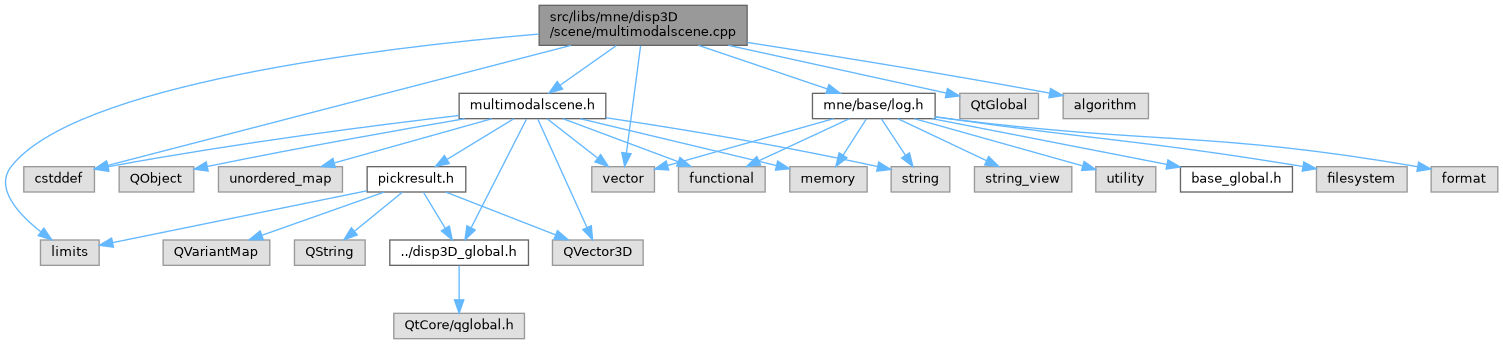 src/libs/mne/disp3D
/scene/multimodalscene.cpp
multimodalscene.h
mne/base/log.h
QtGlobal
algorithm
cstddef
QObject
unordered_map
pickresult.h
vector
functional
memory
string
string_view
utility
base_global.h
filesystem
format
limits
QVariantMap
QString
../disp3D_global.h
QVector3D
QtCore/qglobal.h